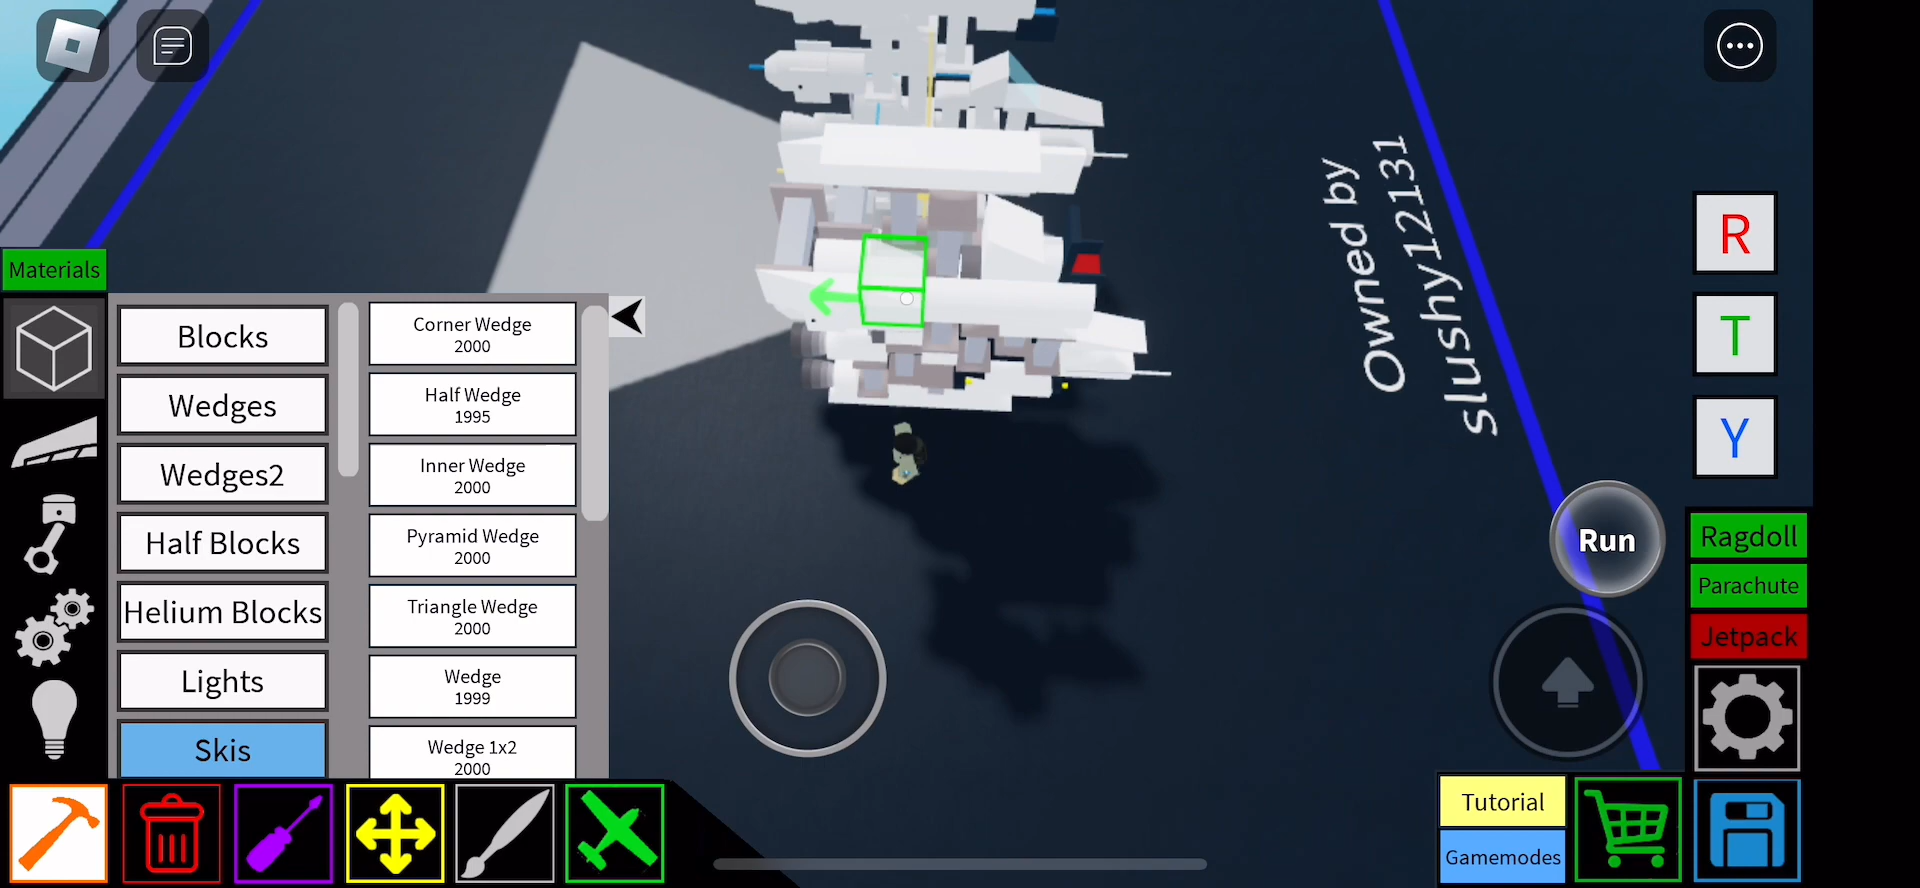 Materials
Blocks
Wedges
Wedges2
Half Blocks
Helium Blocks
Lights
Skis
Corner Wedge
2000
Half Wedge
1995
Inner Wedge
2000
Pyramid Wedge
2000
Triangle Wedge
2000
Wedge
1999
Wedge 1x2
2000
Owned by
slushy12131
R
T
Y
Run
Ragdoll
Parachute
Jetpack
Tutorial
Gamemodes